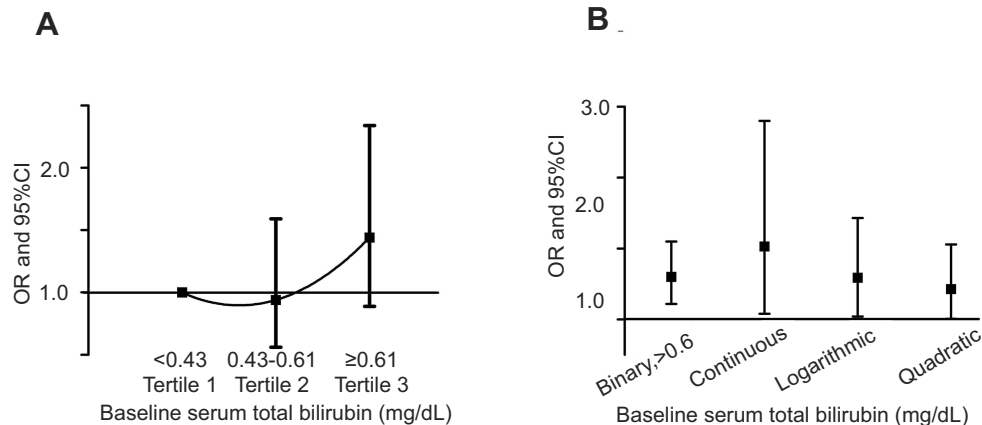 A
OR and 95%CI
2.0
1.0
<0.43
0.43-0.61
≥0.61
Tertile 1
Tertile 2
Tertile 3
Baseline serum total bilirubin (mg/dL)
B
OR and 95%CI
3.0
2.0
1.0
Binary,>0.6
Continuous
Logarithmic
Quadratic
Baseline serum total bilirubin (mg/dL)